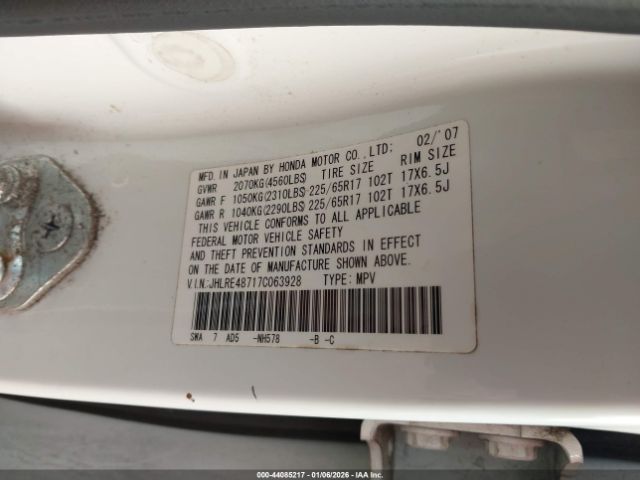 MFD. IN JAPAN BY HONDA MOTOR CO.,LTD: 02/'07
GVWR 2070KG(4560LBS) TIRE SIZE RIM SIZE
GAWR F 1050KG(2310LBS) 225/65R17 102T 17X6.5J
GAWR R 1040KG(2290LBS) 225/65R17 102T 17X6.5J
THIS VEHICLE CONFORMS TO ALL APPLICABLE
FEDERAL MOTOR VEHICLE SAFETY
AND THEFT PREVENTION STANDARDS IN EFFECT
ON THE DATE OF MANUFACTURE SHOWN ABOVE.
V.I.N:JHLRE48717C063928 TYPE: MPV
SWA 7 AD5 -NH578 -B -C
000-44085217 - 01/06/2026 - IAAI.COM